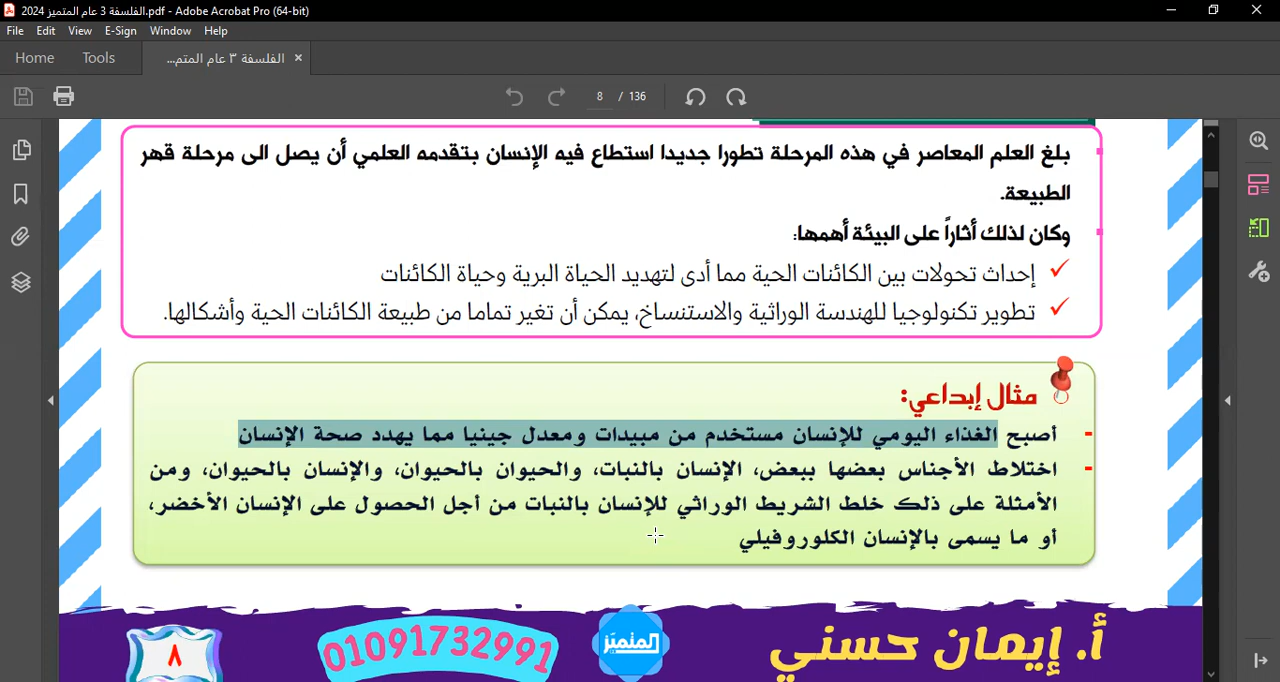 الفلسفة 3 عام المتميز 2024.pdf - Adobe Acrobat Pro (64-bit)
File Edit View E-Sign Window Help
Home Tools الفلسفة ٣ عام المتم... ×
8 / 136
بلغ العلم المعاصر في هذه المرحلة تطورا جديدا استطاع فيه الإنسان بتقدمه العلمي أن يصل الى مرحلة قهر
الطبيعة.
وكان لذلك أثاراً على البيئة أهمها:
إحداث تحولات بين الكائنات الحية مما أدى لتهديد الحياة البرية وحياة الكائنات
تطوير تكنولوجيا للهندسة الوراثية والاستنساخ، يمكن أن تغير تماما من طبيعة الكائنات الحية وأشكالها.
مثال إبداعي:
- أصبح الغذاء اليومي للإنسان مستخدم من مبيدات ومعدل جينيا مما يهدد صحة الإنسان
- اختلاط الأجناس بعضها ببعض، الإنسان بالنبات، والحيوان بالحيوان، والإنسان بالحيوان، ومن
الأمثلة على ذلك خلط الشريط الوراثي للإنسان بالنبات من أجل الحصول على الإنسان الأخضر،
أو ما يسمى بالإنسان الكلوروفيلي
أ. إيمان حسني
المتميز
01091732991
٨